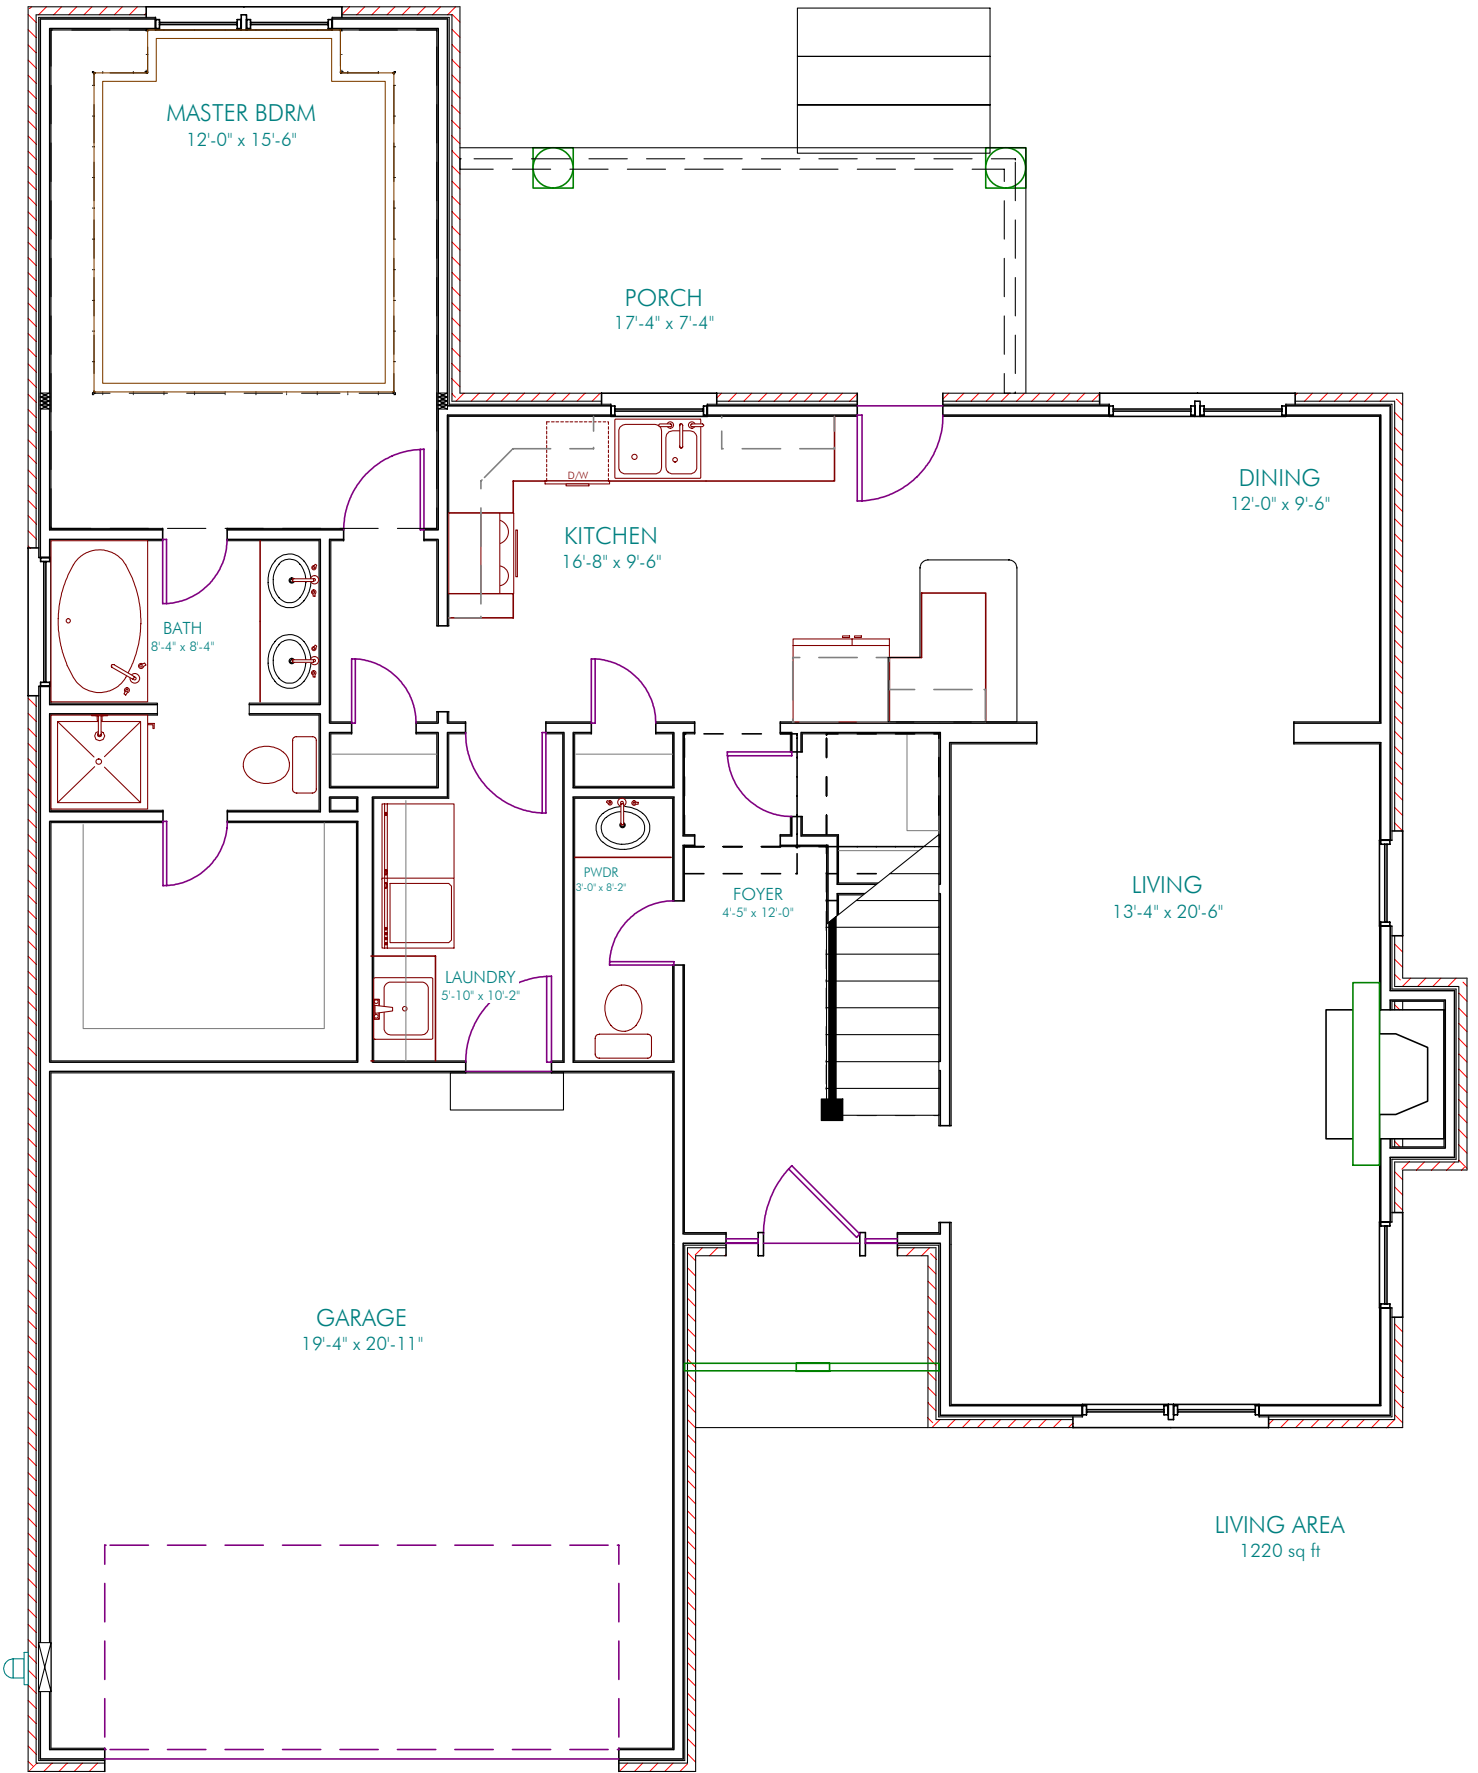 MASTER BDRM
12'-0" x 15'-6"
PORCH
17'-4" x 7'-4"
D/W
KITCHEN
16'-8" x 9'-6"
DINING
12'-0" x 9'-6"
BATH
8'-4" x 8'-4"
PWDR
3'-0" x 8'-2"
FOYER
4'-5" x 12'-0"
LIVING
13'-4" x 20'-6"
LAUNDRY
5'-10" x 10'-2"
GARAGE
19'-4" x 20'-11"
LIVING AREA
1220 sq ft